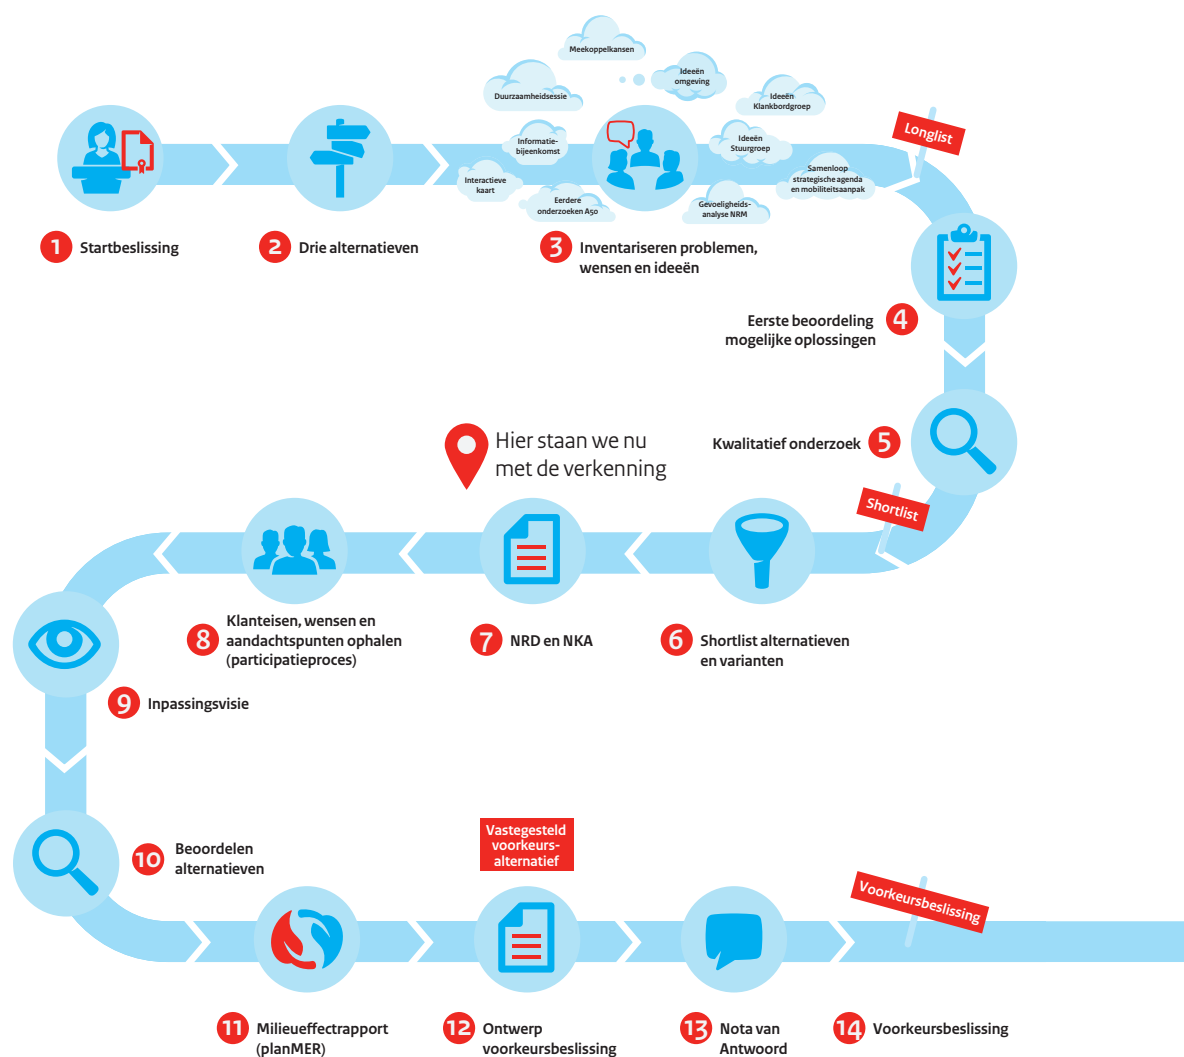 Meekoppelkansen
Ideeën
omgeving
Duurzaamheidsessie
Ideeën
Klankbordgroep
Informatie-
bijeenkomst
Ideeën
Stuurgroep
Interactieve
kaart
Eerdere
onderzoeken A50
Gevoeligheids-
analyse NRM
Samenloop
strategische agenda
en mobiliteitsaanpak
Longlist
1 Startbeslissing
2 Drie alternatieven
3 Inventariseren problemen,
wensen en ideeën
Eerste beoordeling 4
mogelijke oplossingen
Kwalitatief onderzoek 5
Shortlist
Hier staan we nu
met de verkenning
6 Shortlist alternatieven
en varianten
7 NRD en NKA
8 Klanteisen, wensen en
aandachtspunten ophalen
(participatieproces)
9 Inpassingsvisie
10 Beoordelen
alternatieven
Vastegesteld
voorkeurs-
alternatief
Voorkeursbeslissing
11 Milieueffectrapport
(planMER)
12 Ontwerp
voorkeursbeslissing
13 Nota van
Antwoord
14 Voorkeursbeslissing